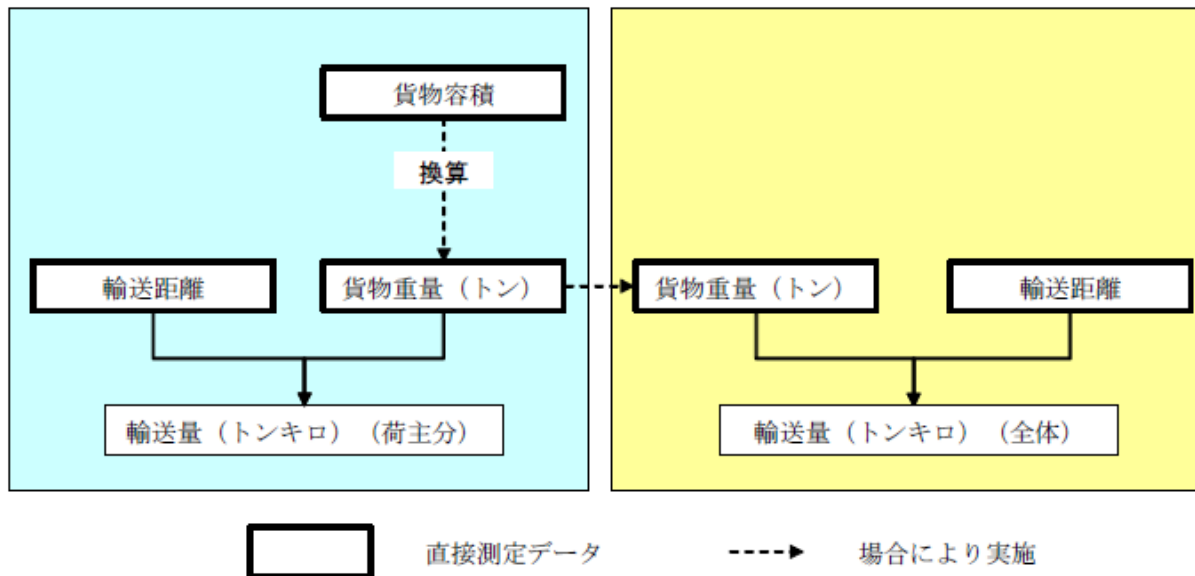 貨物容積
換算
輸送距離
貨物重量（トン）
貨物重量（トン）
輸送距離
輸送量（トンキロ）（荷主分）
輸送量（トンキロ）（全体）
直接測定データ
場合により実施